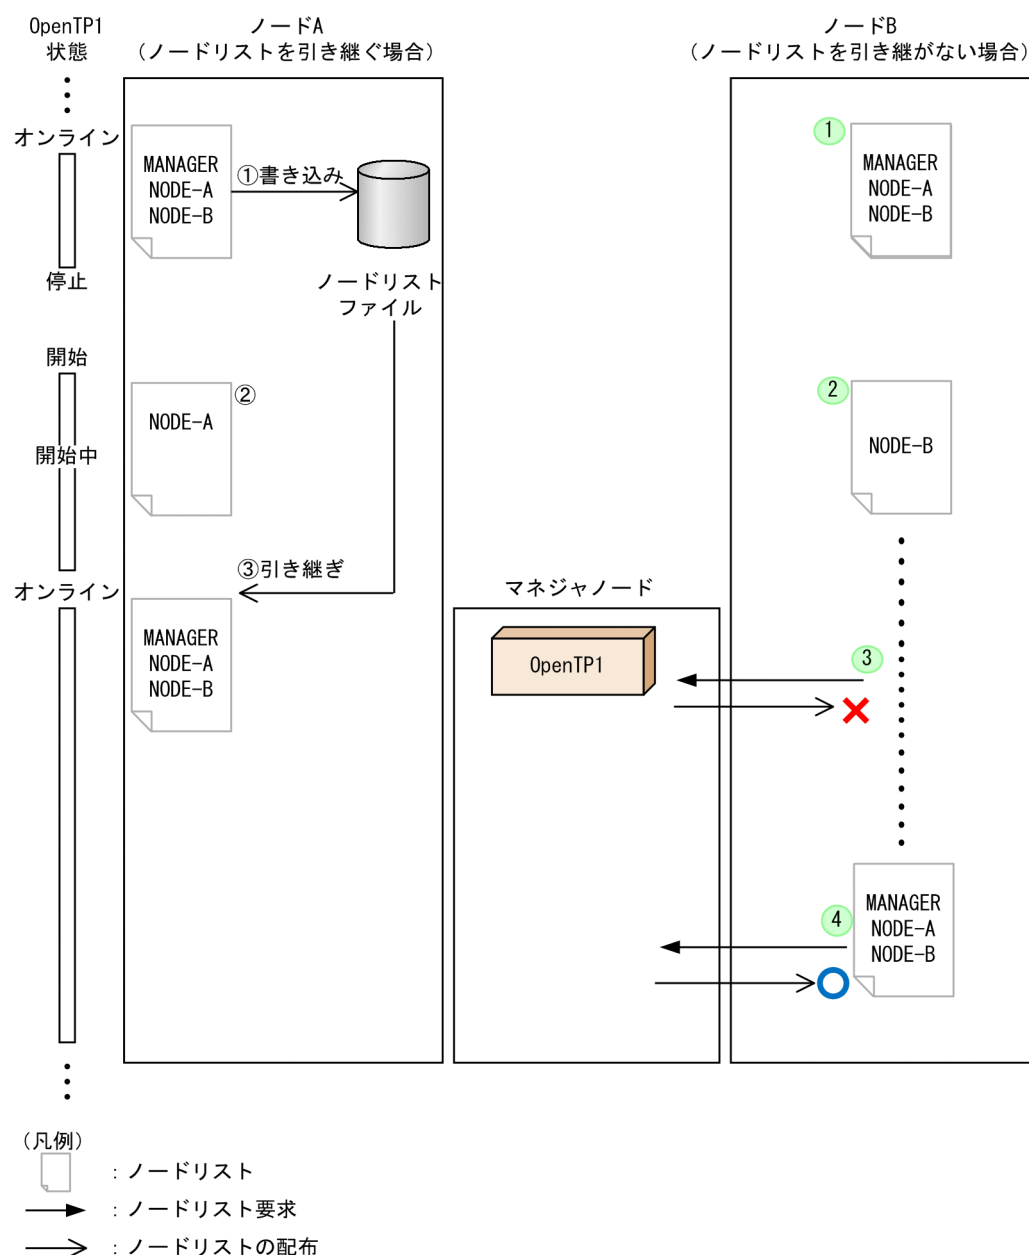 OpenTP1
状態
ノードA
(ノードリストを引き継ぐ場合)
ノードB
(ノードリストを引き継がない場合)
オンライン
MANAGER
NODE-A
NODE-B
①書き込み
ノードリスト
ファイル
1
MANAGER
NODE-A
NODE-B
停止
開始
NODE-A
②
2
NODE-B
開始中
③引き継ぎ
オンライン
MANAGER
NODE-A
NODE-B
マネジャノード
OpenTP1
3
4
MANAGER
NODE-A
NODE-B
(凡例)
:ノードリスト
:ノードリスト要求
:ノードリストの配布